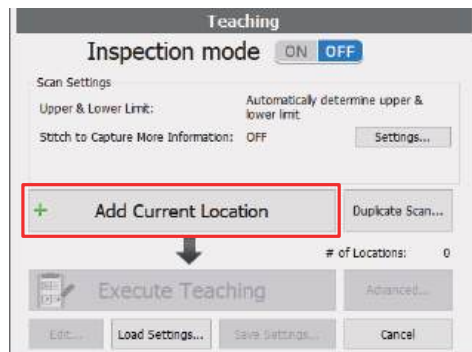 Teaching
Inspection mode ON OFF
Scan Settings
Upper & Lower Limit: Automatically determine upper & lower limit
Stitch to Capture More Information: OFF Settings...
+ Add Current Location Duplicate Scan...
# of Locations: 0
Execute Teaching Advanced...
Edit... Load Settings... Save Settings... Cancel